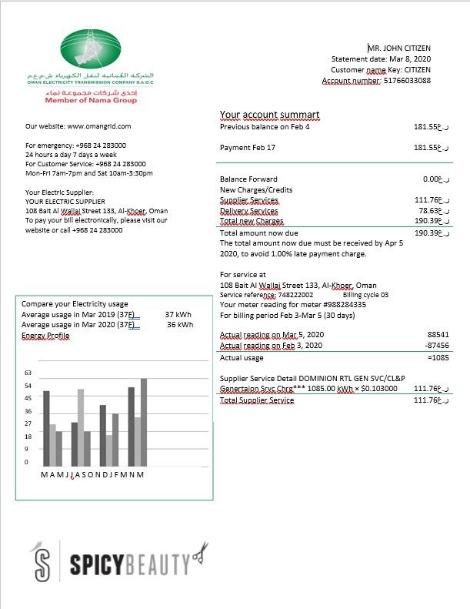 الشركة العُمانية لنقل الكهرباء ش.م.ع.م
OMAN ELECTRICITY TRANSMISSION COMPANY S.A.O.C
إحدى شركات مجموعة نماء
Member of Nama Group
MR. JOHN CITIZEN
Statement date: Mar 8, 2020
Customer name Key: CITIZEN
Account number: 51766033088
Our website: www.omangrid.com
For emergency: +968 24 283000
24 hours a day 7 days a week
For Customer Service: +968 24 283000
Mon-Fri 7am-7pm and Sat 10am-3:30pm
Your Electric Supplier:
YOUR ELECTRIC SUPPLIER
108 Bait Al Wallaj Street 133, Al-Khoer, Oman
To pay your bill electronically, please visit our
website or call +968 24 283000
Your account summart
Previous balance on Feb 4 181.55ر.ع
Payment Feb 17 181.55ر.ع
Balance Forward 0.00ر.ع
New Charges/Credits
Supplier Services 111.76ر.ع
Delivery Services 78.63ر.ع
Total new Charges 190.39ر.ع
Total amount now due 190.39ر.ع
The total amount now due must be received by Apr 5
2020, to avoid 1.00% late payment charge.
For service at
108 Bait Al Wallaj Street 133, Al-Khoer, Oman
Service reference: 748222002 Billing cycle 03
Your meter reading for meter #988284335
For billing period Feb 3-Mar 5 (30 days)
Actual reading on Mar 5, 2020 88541
Actual reading on Feb 3, 2020 -87456
Actual usage =1085
Supplier Service Detail DOMINION RTL GEN SVC/CL&P
Genertaion Srvc Chrg*** 1085.00 kWh × $0.103000 111.76ر.ع
Total Supplier Service 111.76ر.ع
Compare your Electricity usage
Average usage in Mar 2019 (37F) 37 kWh
Average usage in Mar 2020 (37F) 36 kWh
Energy Profile
63
54
45
36
27
18
9
0
M A M J J A S O N D J F M N M
S SPICYBEAUTY